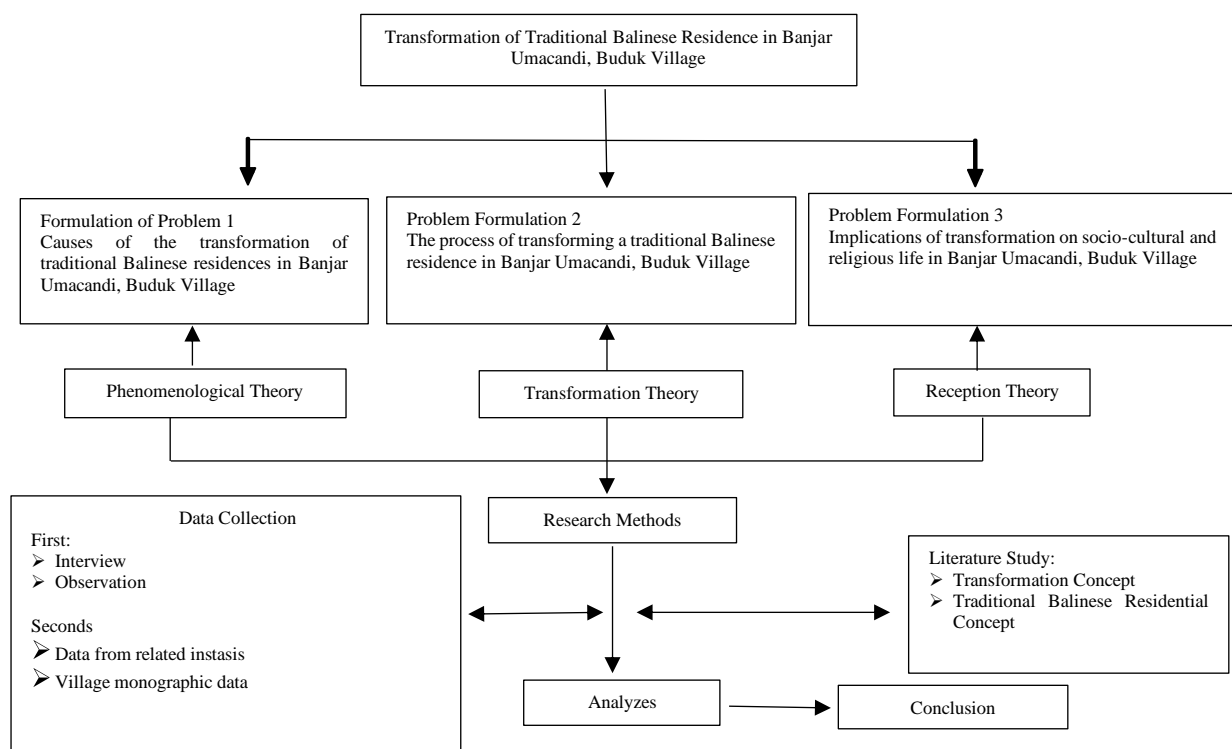 Transformation of Traditional Balinese Residence in Banjar
Umacandi, Buduk Village
Formulation of Problem 1
Causes of the transformation of
traditional Balinese residences in Banjar
Umacandi, Buduk Village
Problem Formulation 2
The process of transforming a traditional Balinese
residence in Banjar Umacandi, Buduk Village
Problem Formulation 3
Implications of transformation on socio-cultural and
religious life in Banjar Umacandi, Buduk Village
Phenomenological Theory
Transformation Theory
Reception Theory
Data Collection
First:
➢ Interview
➢ Observation
Seconds
➢ Data from related instasis
➢ Village monographic data
Research Methods
Literature Study:
➢ Transformation Concept
➢ Traditional Balinese Residential
Concept
Analyzes
Conclusion